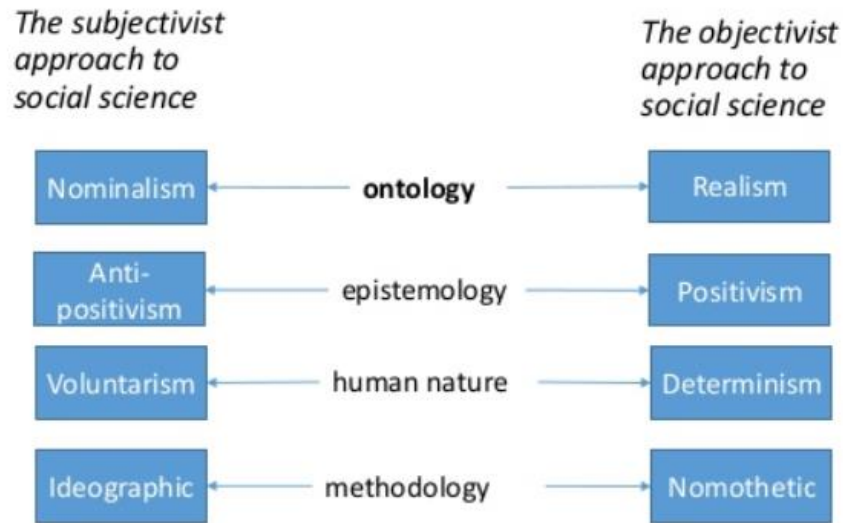 The subjectivist
approach to
social science
The objectivist
approach to
social science
Nominalism
ontology
Realism
Anti-
positivism
epistemology
Positivism
Voluntarism
human nature
Determinism
Ideographic
methodology
Nomothetic